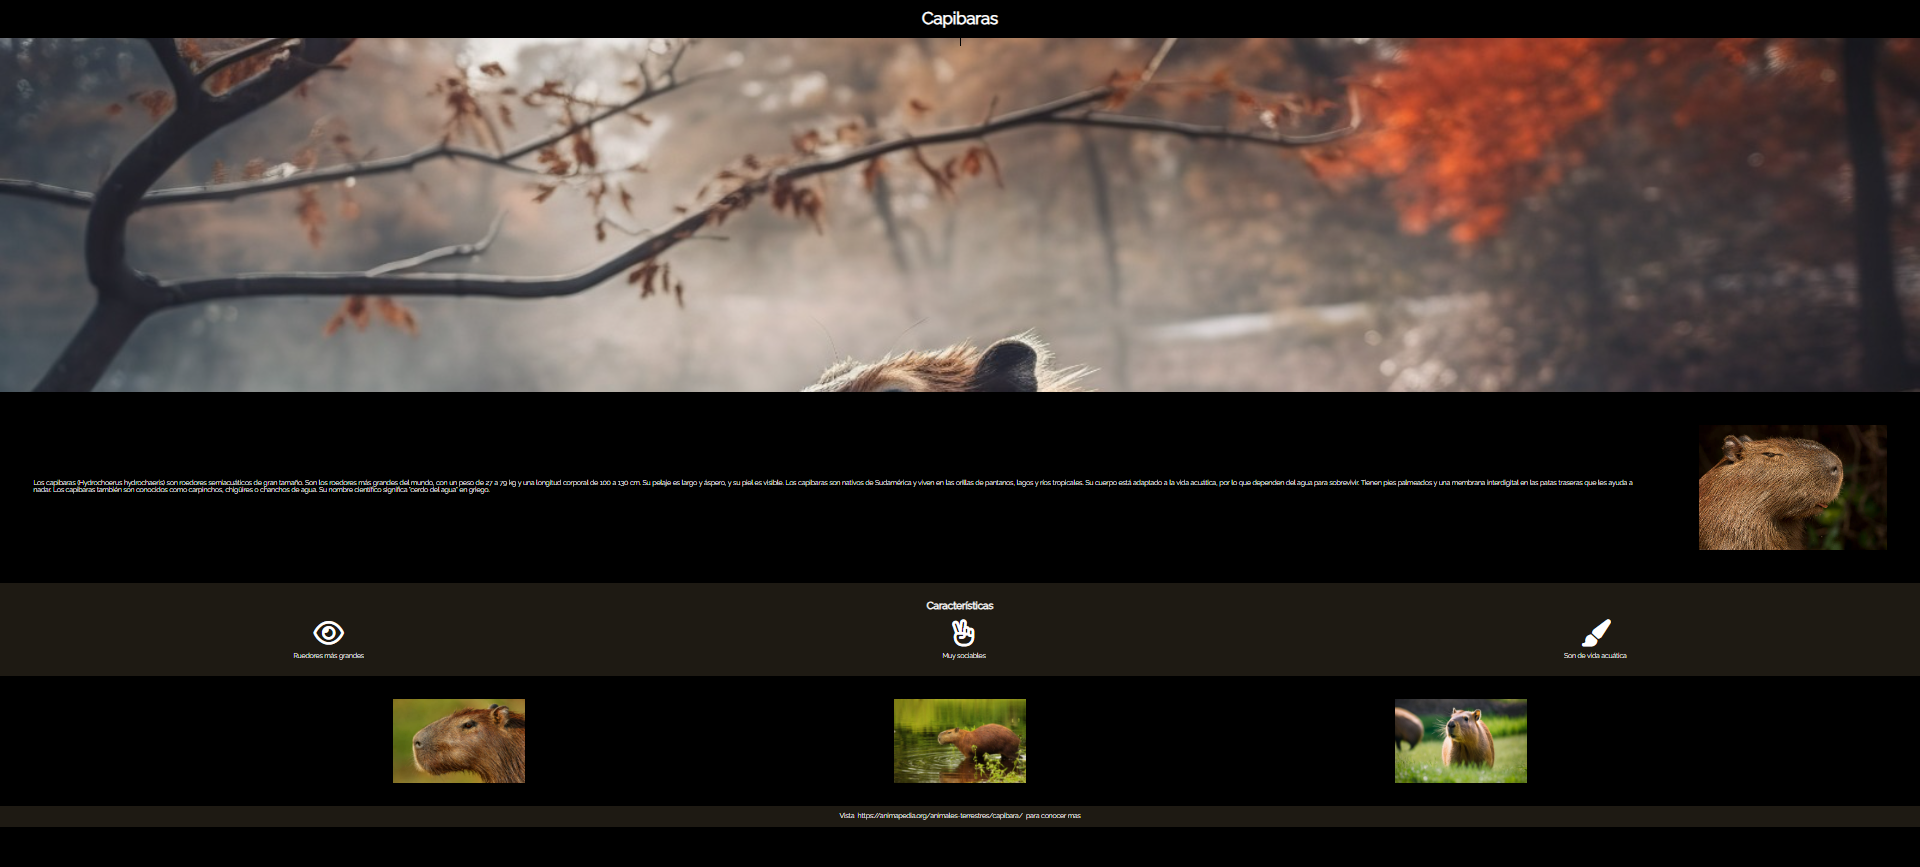 Capibaras
Los capibaras (Hydrochoerus hydrochaeris) son roedores semiacuáticos de gran tamaño. Son los roedores más grandes del mundo, con un peso de 27 a 79 kg y una longitud corporal de 100 a 130 cm. Su pelaje es largo y áspero, y su piel es visible. Los capibaras son nativos de Sudamérica y viven en las orillas de pantanos, lagos y ríos tropicales. Su cuerpo está adaptado a la vida acuática, por lo que dependen del agua para sobrevivir. Tienen pies palmeados y una membrana interdigital en las patas traseras que les ayuda a
nadar. Los capibaras también son conocidos como carpinchos, chigüires o chanchos de agua. Su nombre científico significa "cerdo del agua" en griego.
Características
Ruedores más grandes
Muy sociables
Son de vida acuática
Vista https://animapedia.org/animales-terrestres/capibara/ para conocer mas